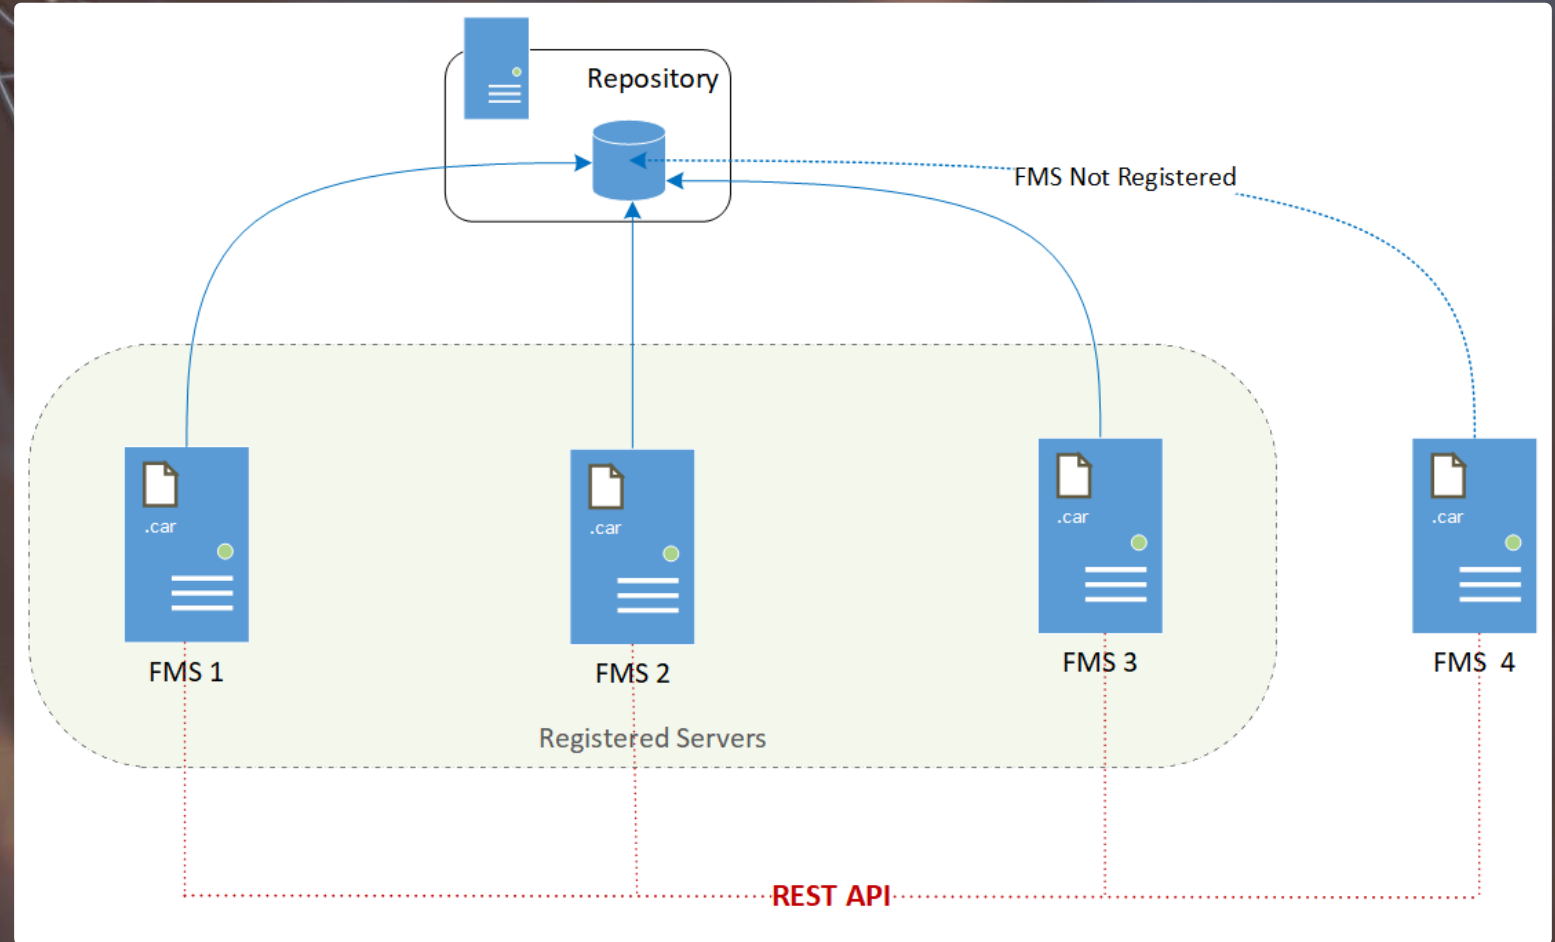 Repository
FMS Not Registered
.car
.car
.car
.car
FMS 1
FMS 2
FMS 3
FMS 4
Registered Servers
REST API